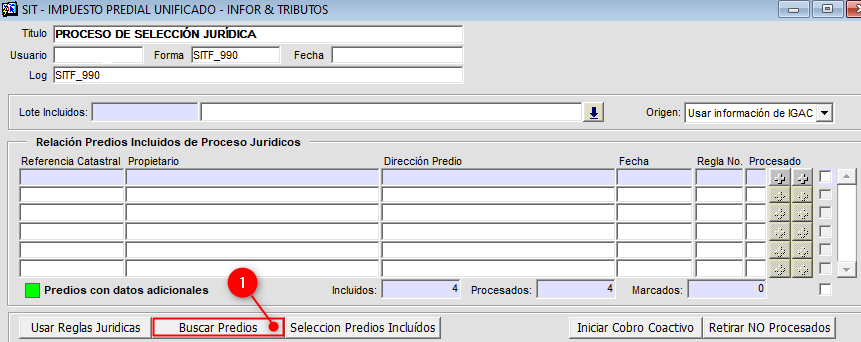 SIT - IMPUESTO PREDIAL UNIFICADO - INFOR & TRIBUTOS
Titulo PROCESO DE SELECCIÓN JURÍDICA
Usuario Forma SITF_990 Fecha
Log SITF_990
Lote Incluidos: Origen: Usar información de IGAC
Relación Predios Incluidos de Proceso Juridicos
Referencia Catastral Propietario Dirección Predio Fecha Regla No. Procesado
Predios con datos adicionales Incluidos: 4 Procesados: 4 Marcados: 0
1
Usar Reglas Juridicas Buscar Predios Seleccion Predios Incluídos Iniciar Cobro Coactivo Retirar NO Procesados